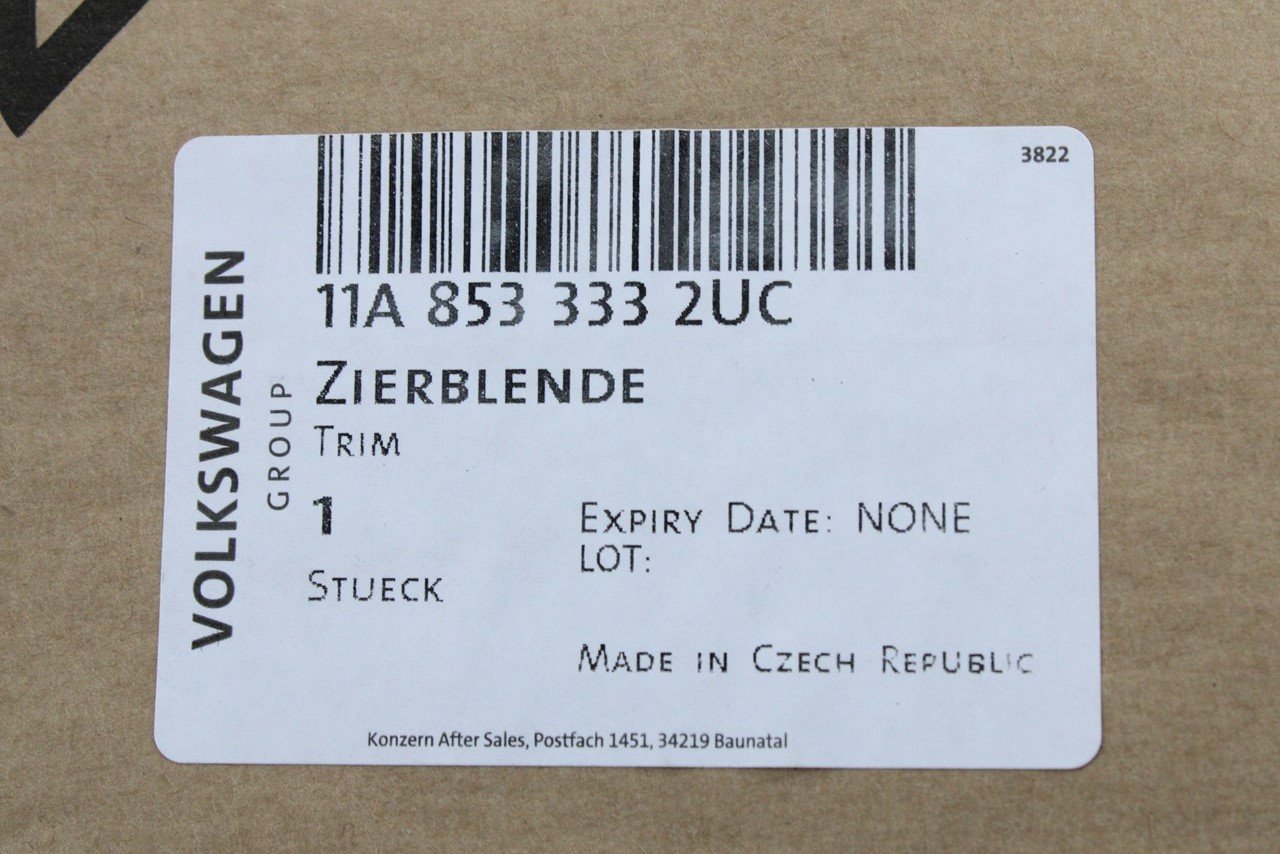 3822
11A 853 333 2UC
ZIERBLENDE
TRIM
1
STUECK
EXPIRY DATE: NONE
LOT:
MADE IN CZECH REPUBLIC
VOLKSWAGEN
GROUP
Konzern After Sales, Postfach 1451, 34219 Baunatal